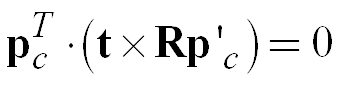 p_c^T · (t × Rp'_c) = 0